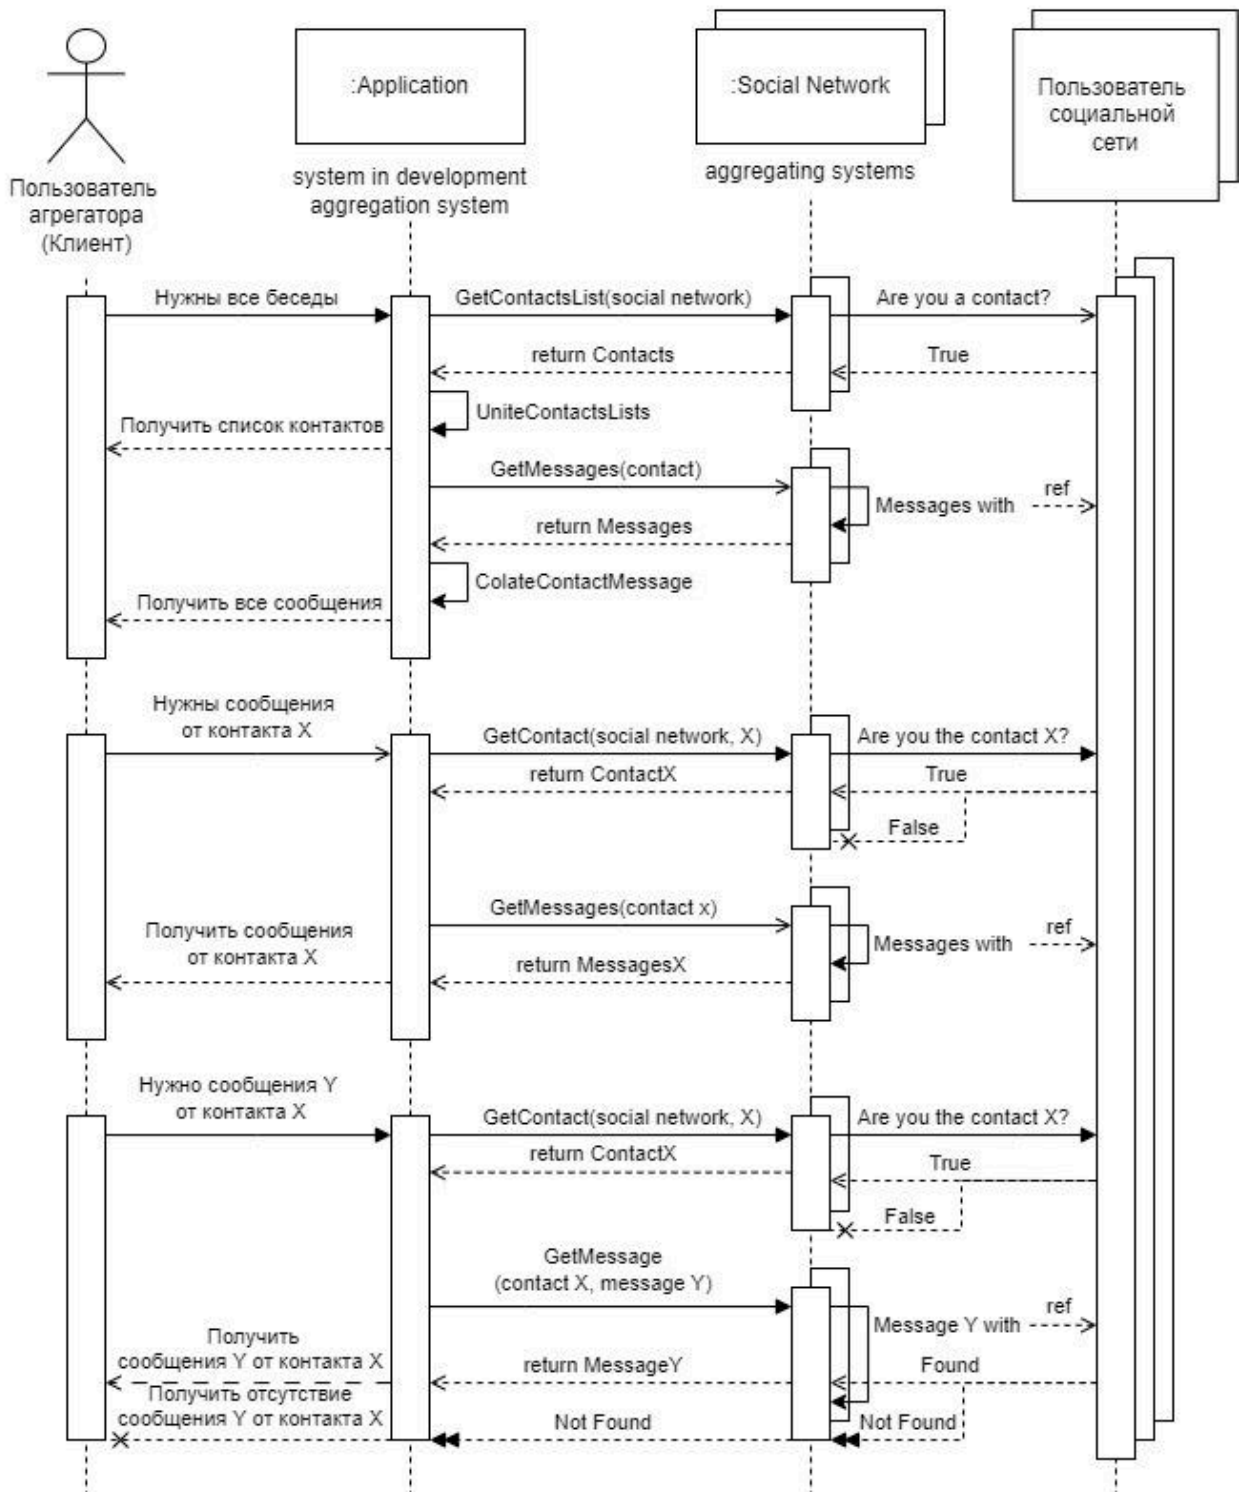 :Application
:Social Network
Пользователь
социальной
сети
Пользователь
агрегатора
(Клиент)
system in development
aggregation system
aggregating systems
Нужны все беседы
GetContactsList(social network)
Are you a contact?
return Contacts
True
UniteContactsLists
Получить список контактов
GetMessages(contact)
Messages with
ref
return Messages
ColateContactMessage
Получить все сообщения
Нужны сообщения
от контакта X
GetContact(social network, X)
Are you the contact X?
return ContactX
True
False
GetMessages(contact x)
Messages with
ref
Получить сообщения
от контакта X
return MessagesX
Нужно сообщения Y
от контакта X
GetContact(social network, X)
Are you the contact X?
return ContactX
True
False
GetMessage
(contact X, message Y)
Message Y with
ref
Получить
сообщения Y от контакта X
return MessageY
Found
Получить отсутствие
сообщения Y от контакта X
Not Found
Not Found